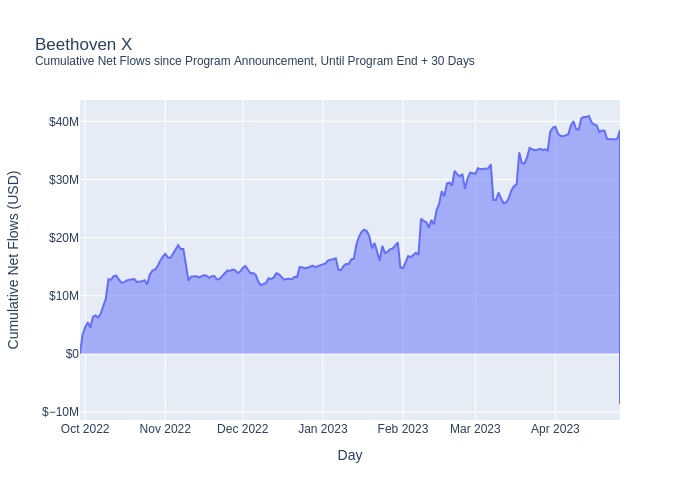 Beethoven X
Cumulative Net Flows since Program Announcement, Until Program End + 30 Days
Cumulative Net Flows (USD)
$40M
$30M
$20M
$10M
$0
$−10M
Oct 2022
Nov 2022
Dec 2022
Jan 2023
Feb 2023
Mar 2023
Apr 2023
Day